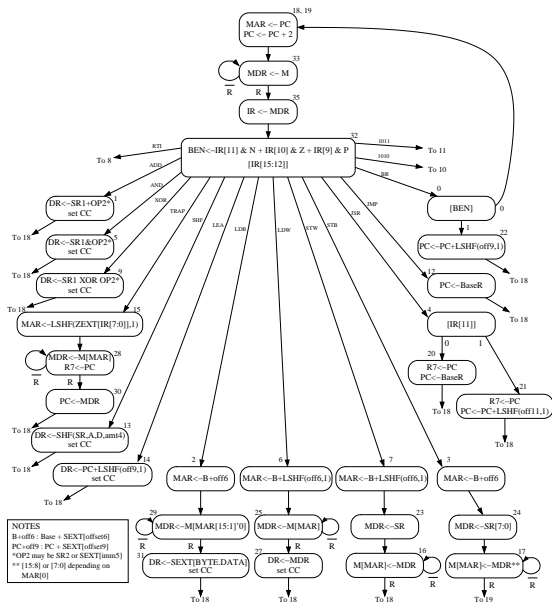 18, 19
MAR <- PC
PC <- PC + 2
33
MDR <- M
R
R
35
IR <- MDR
32
BEN<-IR[11] & N + IR[10] & Z + IR[9] & P
[IR[15:12]]
RTI
To 8
1011
To 11
1010
To 10
ADD
AND
XOR
TRAP
SHF
LEA
LDB
LDW
STW
STB
JSR
JMP
BR
1
DR<-SR1+OP2*
set CC
To 18
5
DR<-SR1&OP2*
set CC
To 18
9
DR<-SR1 XOR OP2*
set CC
To 18
15
MAR<-LSHF(ZEXT[IR[7:0]],1)
28
MDR<-M[MAR]
R7<-PC
R
R
30
PC<-MDR
To 18
13
DR<-SHF(SR,A,D,amt4)
set CC
To 18
14
DR<-PC+LSHF(off9,1)
set CC
To 18
0
[BEN]
0
1
22
PC<-PC+LSHF(off9,1)
To 18
12
PC<-BaseR
To 18
4
[IR[11]]
0
1
20
R7<-PC
PC<-BaseR
To 18
21
R7<-PC
PC<-PC+LSHF(off11,1)
To 18
2
MAR<-B+off6
6
MAR<-B+LSHF(off6,1)
7
MAR<-B+LSHF(off6,1)
3
MAR<-B+off6
29
MDR<-M[MAR[15:1]'0]
R
R
25
MDR<-M[MAR]
R
R
23
MDR<-SR
24
MDR<-SR[7:0]
31
DR<-SEXT[BYTE.DATA]
set CC
To 18
27
DR<-MDR
set CC
To 18
16
M[MAR]<-MDR
R
R
To 18
17
M[MAR]<-MDR**
R
R
To 19
NOTES
B+off6 : Base + SEXT[offset6]
PC+off9 : PC + SEXT[offset9]
*OP2 may be SR2 or SEXT[imm5]
** [15:8] or [7:0] depending on
MAR[0]